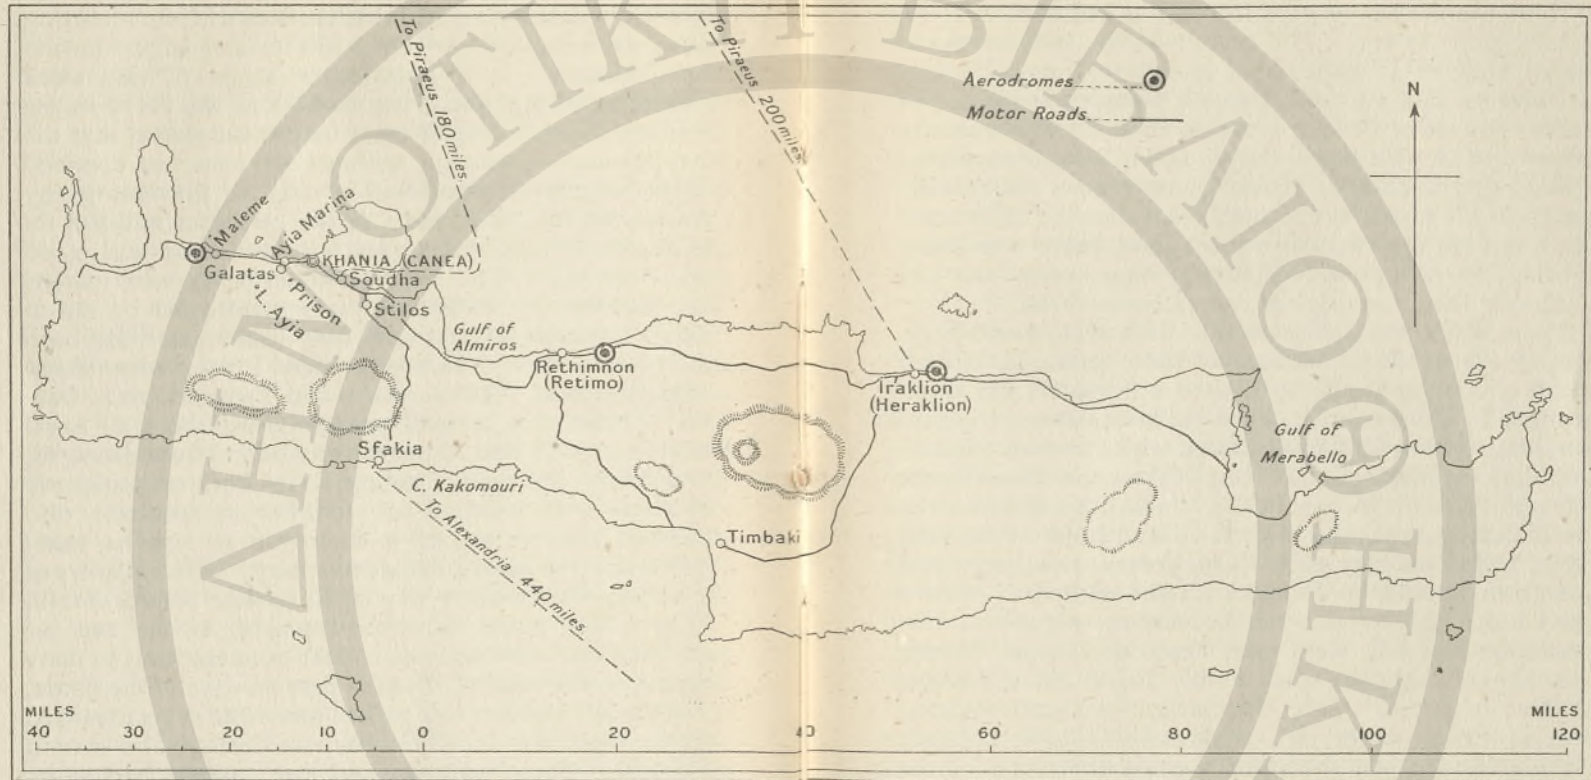 To Piraeus 180 miles.
To Piraeus 200 miles.
Aerodromes
Motor Roads
N
Maleme
Ayia Marina
KHANIA (CANEA)
Galatas
Soudha
Prison
L. Ayia
Stilos
Gulf of
Almiros
Rethimnon
(Retimo)
Iraklion
(Heraklion)
Gulf of
Merabello
Sfakia
C. Kakomouri
To Alexandria 440 miles.
Timbaki
MILES
MILES
40 30 20 10 0 20 40 60 80 100 120
ΔΗΜΟΤΙΚΗ ΒΙΒΛΙΟΘΗΚΗ